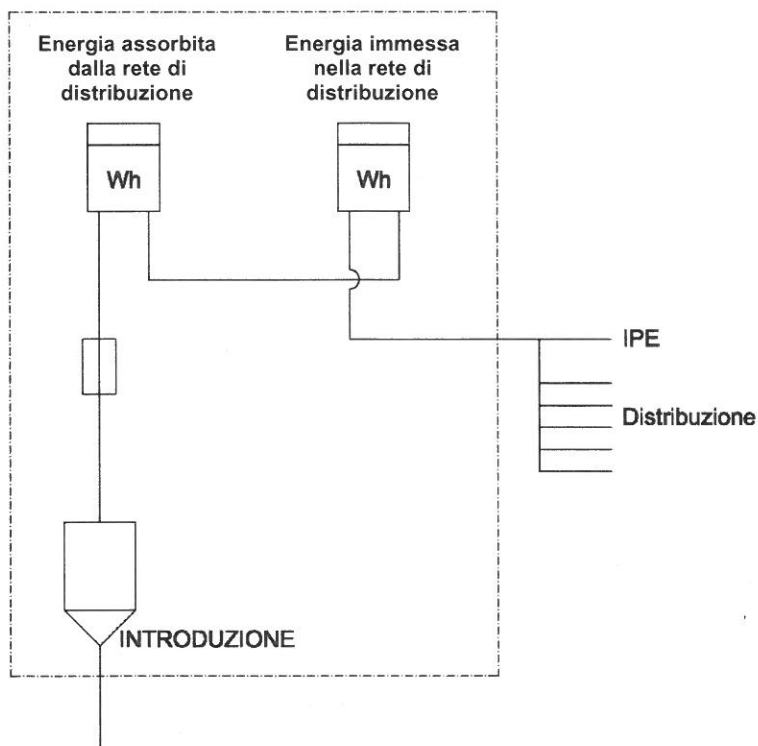 Energia assorbita
dalla rete di
distribuzione
Energia immessa
nella rete di
distribuzione
Wh
Wh
IPE
Distribuzione
INTRODUZIONE